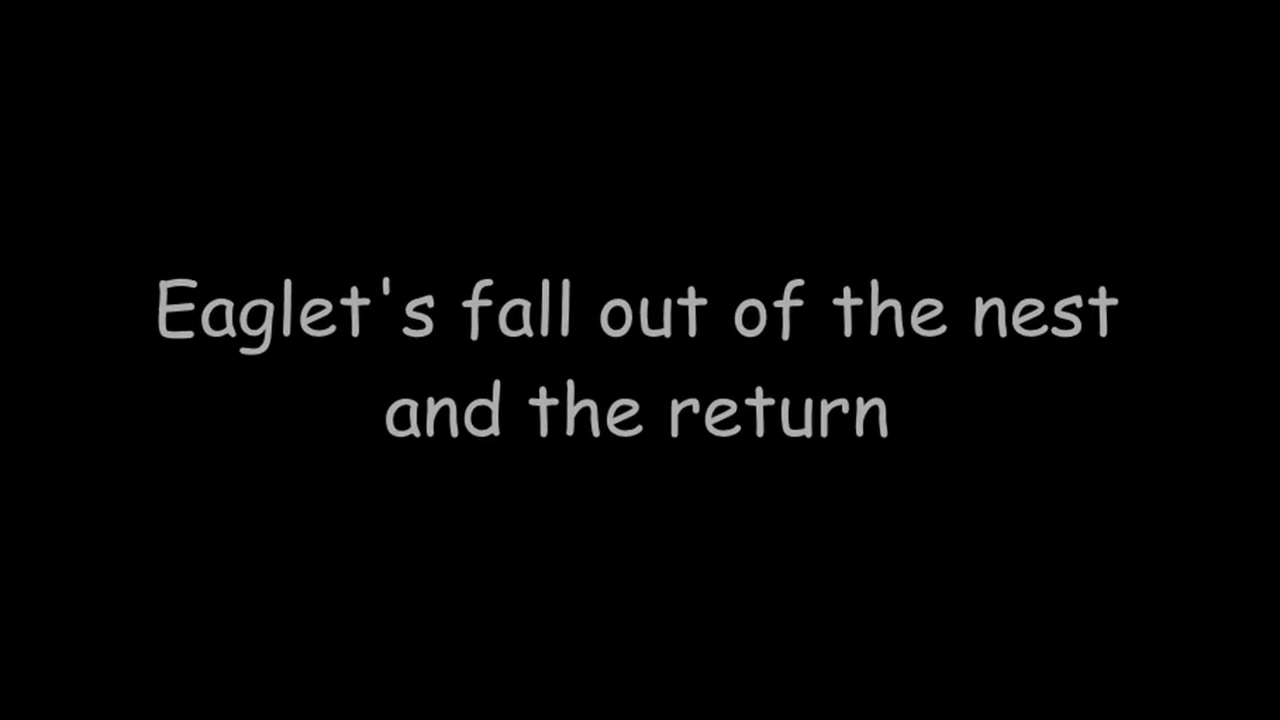 Eaglet's fall out of the nest
and the return